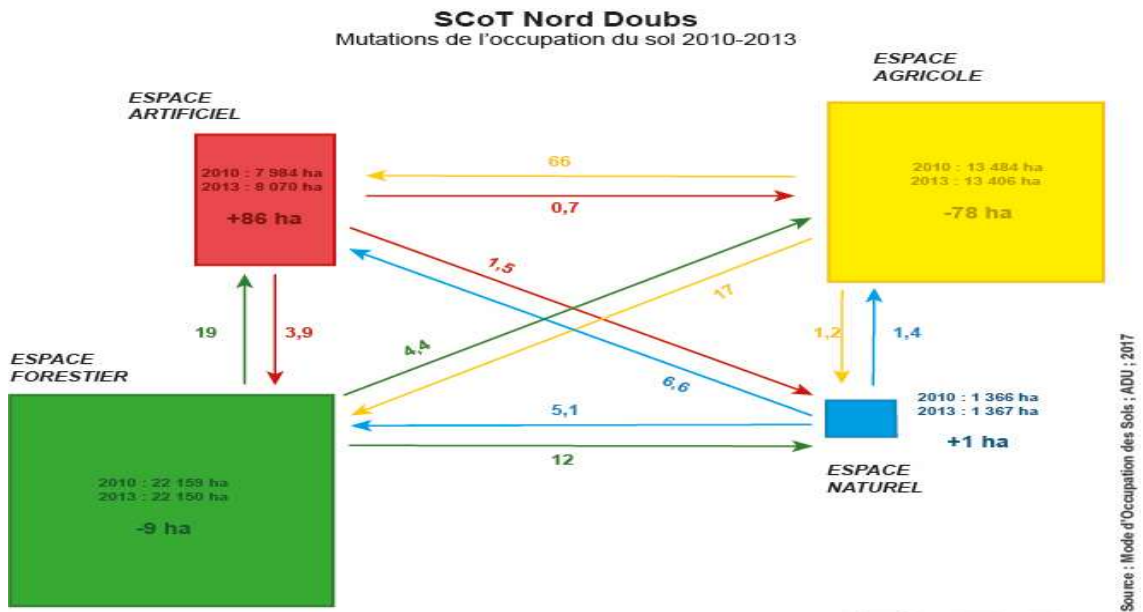 SCoT Nord Doubs
Mutations de l'occupation du sol 2010-2013
ESPACE
ARTIFICIEL
2010 : 7 984 ha
2013 : 8 070 ha
+86 ha
ESPACE
AGRICOLE
2010 : 13 484 ha
2013 : 13 406 ha
-78 ha
66
0,7
1,5
17
19
3,9
4,4
6,6
1,2
1,4
ESPACE
FORESTIER
2010 : 22 159 ha
2013 : 22 150 ha
-9 ha
5,1
12
2010 : 1 366 ha
2013 : 1 367 ha
+1 ha
ESPACE
NATUREL
Source : Mode d'Occupation des Sols ; ADU ; 2017